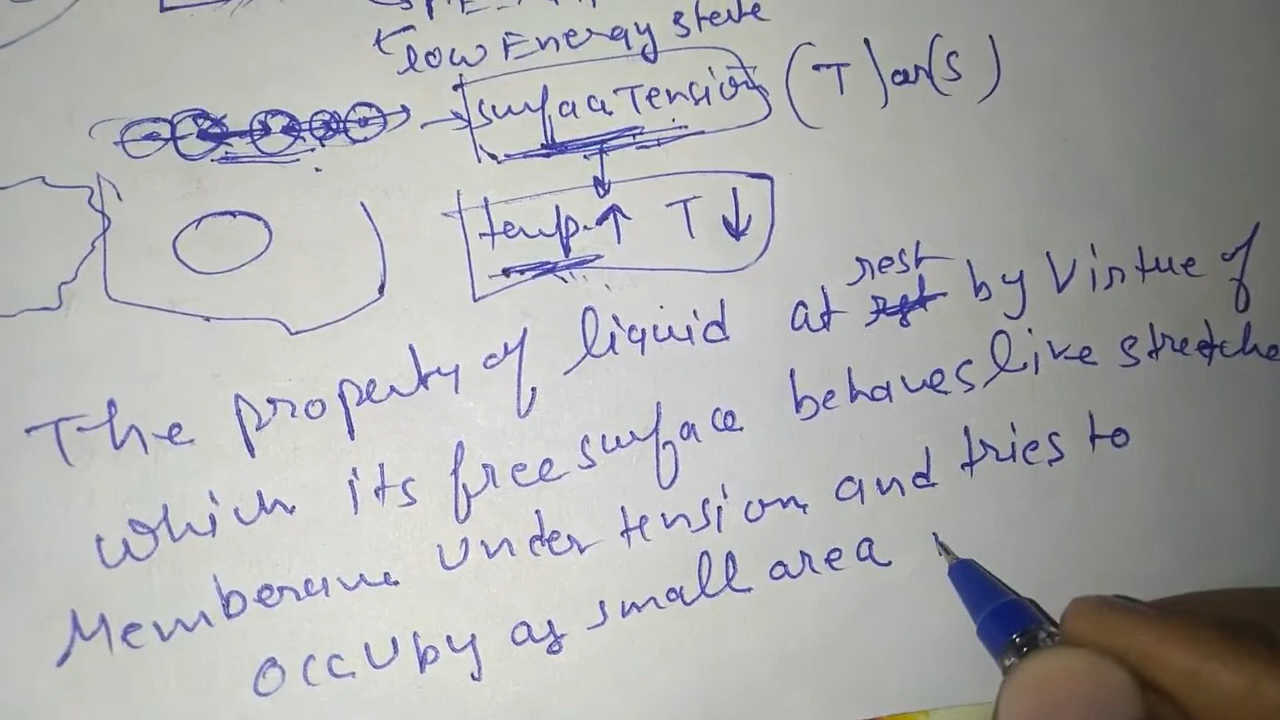 low Energy state
surface Tension (T) or (S)
temp.↑ T↓
The property of liquid at rest by Virtue of
which its free surface behaves like stretche
Memberane under tension and tries to
occupy as small area